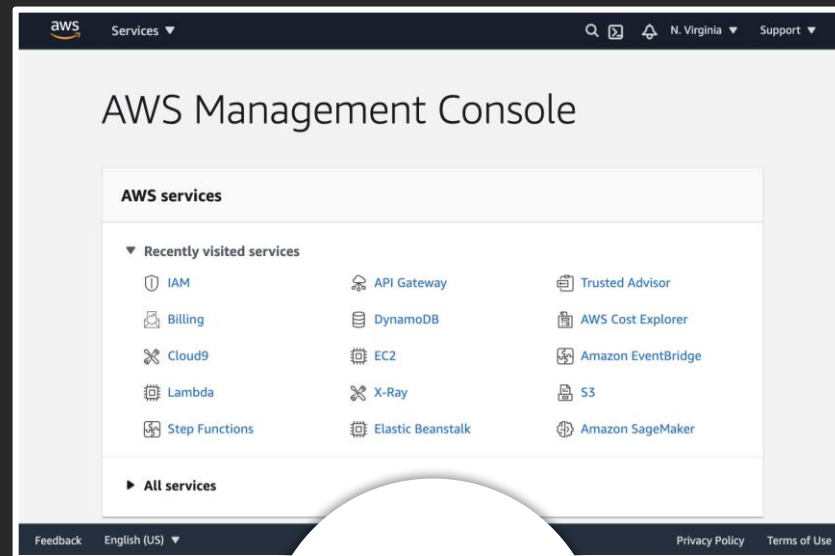 aws Services ▼ N. Virginia ▼ Support ▼
AWS Management Console
AWS services
▼ Recently visited services
IAM API Gateway Trusted Advisor
Billing DynamoDB AWS Cost Explorer
Cloud9 EC2 Amazon EventBridge
Lambda X-Ray S3
Step Functions Elastic Beanstalk Amazon SageMaker
▶ All services
Feedback English (US) ▼ Privacy Policy Terms of Use